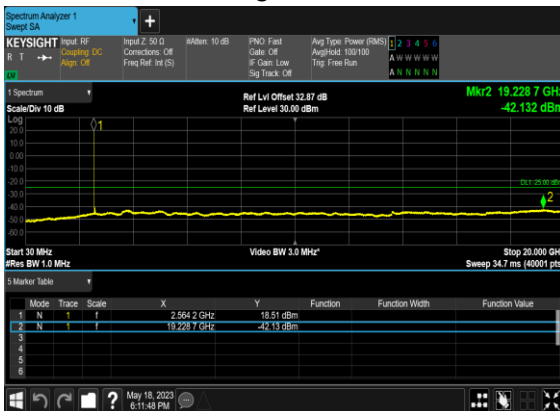 Spectrum Analyzer 1
Swept SA
KEYSIGHT Input: RF Input Z: 50 Ω #Atten: 10 dB PNO: Fast Avg Type: Power (RMS) 1 2 3 4 5 6
R T Coupling: DC Corrections: Off Gate: Off Avg|Hold: 100/100 A W W W W W
Align: Off Freq Ref: Int (S) IF Gain: Low Trig: Free Run
Sig Track: Off A N N N N N
1 Spectrum Ref Lvl Offset 32.87 dB Mkr2 19.228 7 GHz
Scale/Div 10 dB Ref Level 30.00 dBm -42.132 dBm
Log
20.0
10.0
0.00
-10.0
-20.0
-30.0
-40.0
-50.0
-60.0
1
DL1 -25.00 dBm
2
Start 30 MHz Video BW 3.0 MHz* Stop 20.000 GHz
#Res BW 1.0 MHz Sweep 34.7 ms (40001 pts)
5 Marker Table
Mode Trace Scale X Y Function Function Width Function Value
1 N 1 f 2.564 2 GHz 18.51 dBm
2 N 1 f 19.228 7 GHz -42.13 dBm
3
4
5
6
? May 18, 2023
6:11:48 PM